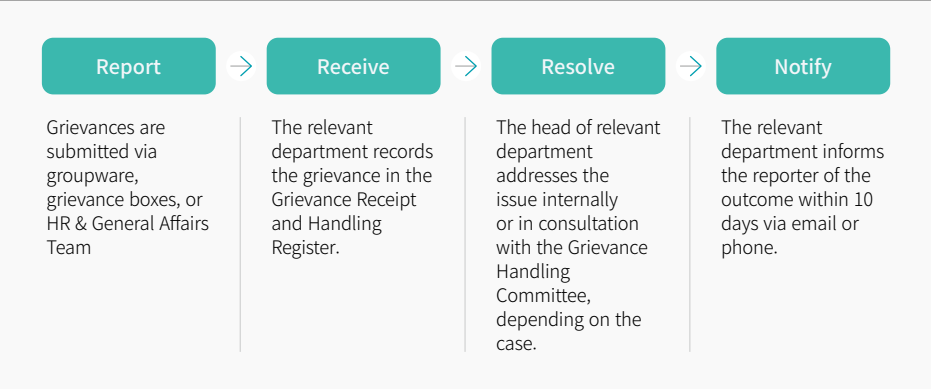 Report
Grievances are
submitted via
groupware,
grievance boxes, or
HR & General Affairs
Team
Receive
The relevant
department records
the grievance in the
Grievance Receipt
and Handling
Register.
Resolve
The head of relevant
department
addresses the
issue internally
or in consultation
with the Grievance
Handling
Committee,
depending on the
case.
Notify
The relevant
department informs
the reporter of the
outcome within 10
days via email or
phone.